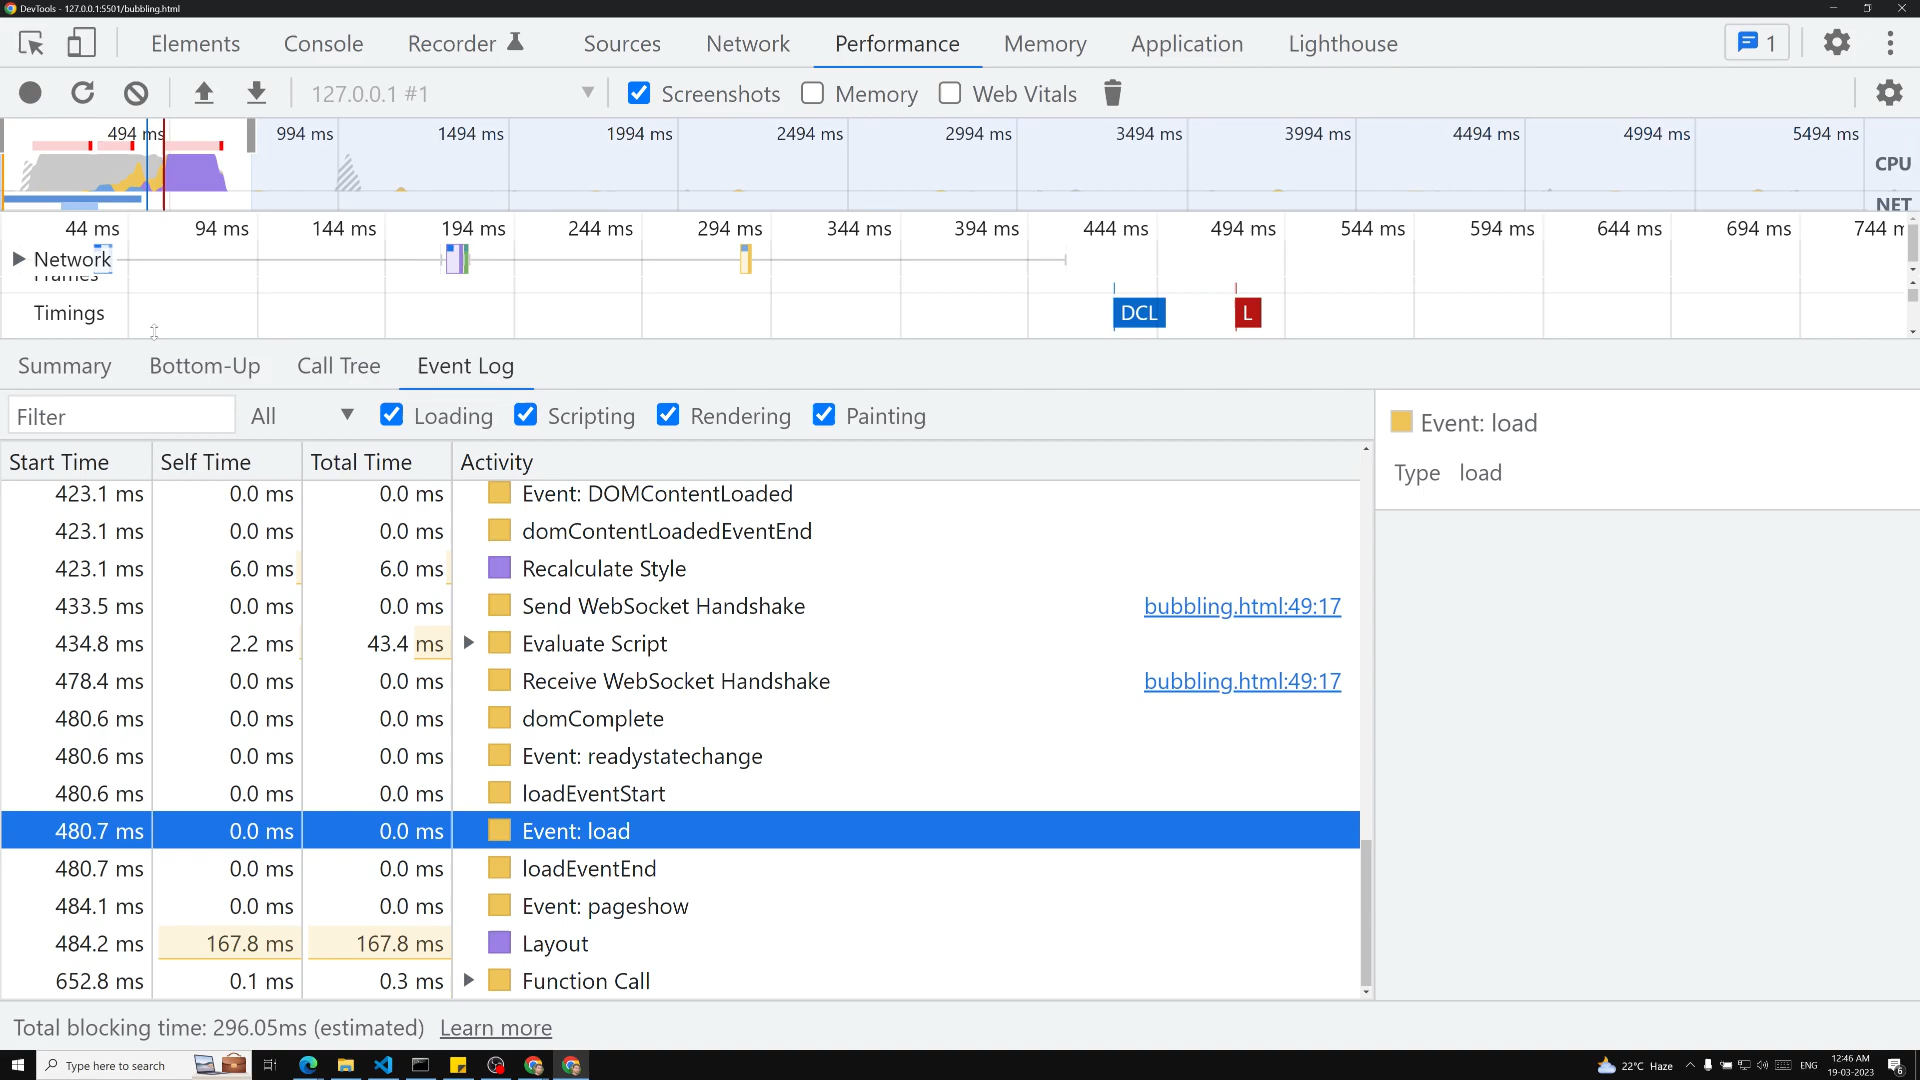 DevTools - 127.0.0.1:5501/bubbling.html
Elements Console Recorder Sources Network Performance Memory Application Lighthouse 1
127.0.0.1 #1 Screenshots Memory Web Vitals
494 ms 994 ms 1494 ms 1994 ms 2494 ms 2994 ms 3494 ms 3994 ms 4494 ms 4994 ms 5494 ms
CPU
NET
44 ms 94 ms 144 ms 194 ms 244 ms 294 ms 344 ms 394 ms 444 ms 494 ms 544 ms 594 ms 644 ms 694 ms 744 m
Network
Frames
Timings DCL L
Summary Bottom-Up Call Tree Event Log
Filter All Loading Scripting Rendering Painting
Event: load
Type load
Start Time Self Time Total Time Activity
423.1 ms 0.0 ms 0.0 ms Event: DOMContentLoaded
423.1 ms 0.0 ms 0.0 ms domContentLoadedEventEnd
423.1 ms 6.0 ms 6.0 ms Recalculate Style
433.5 ms 0.0 ms 0.0 ms Send WebSocket Handshake bubbling.html:49:17
434.8 ms 2.2 ms 43.4 ms Evaluate Script
478.4 ms 0.0 ms 0.0 ms Receive WebSocket Handshake bubbling.html:49:17
480.6 ms 0.0 ms 0.0 ms domComplete
480.6 ms 0.0 ms 0.0 ms Event: readystatechange
480.6 ms 0.0 ms 0.0 ms loadEventStart
480.7 ms 0.0 ms 0.0 ms Event: load
480.7 ms 0.0 ms 0.0 ms loadEventEnd
484.1 ms 0.0 ms 0.0 ms Event: pageshow
484.2 ms 167.8 ms 167.8 ms Layout
652.8 ms 0.1 ms 0.3 ms Function Call
Total blocking time: 296.05ms (estimated) Learn more
Type here to search
22°C Haze ENG 12:46 AM
19-03-2023 6